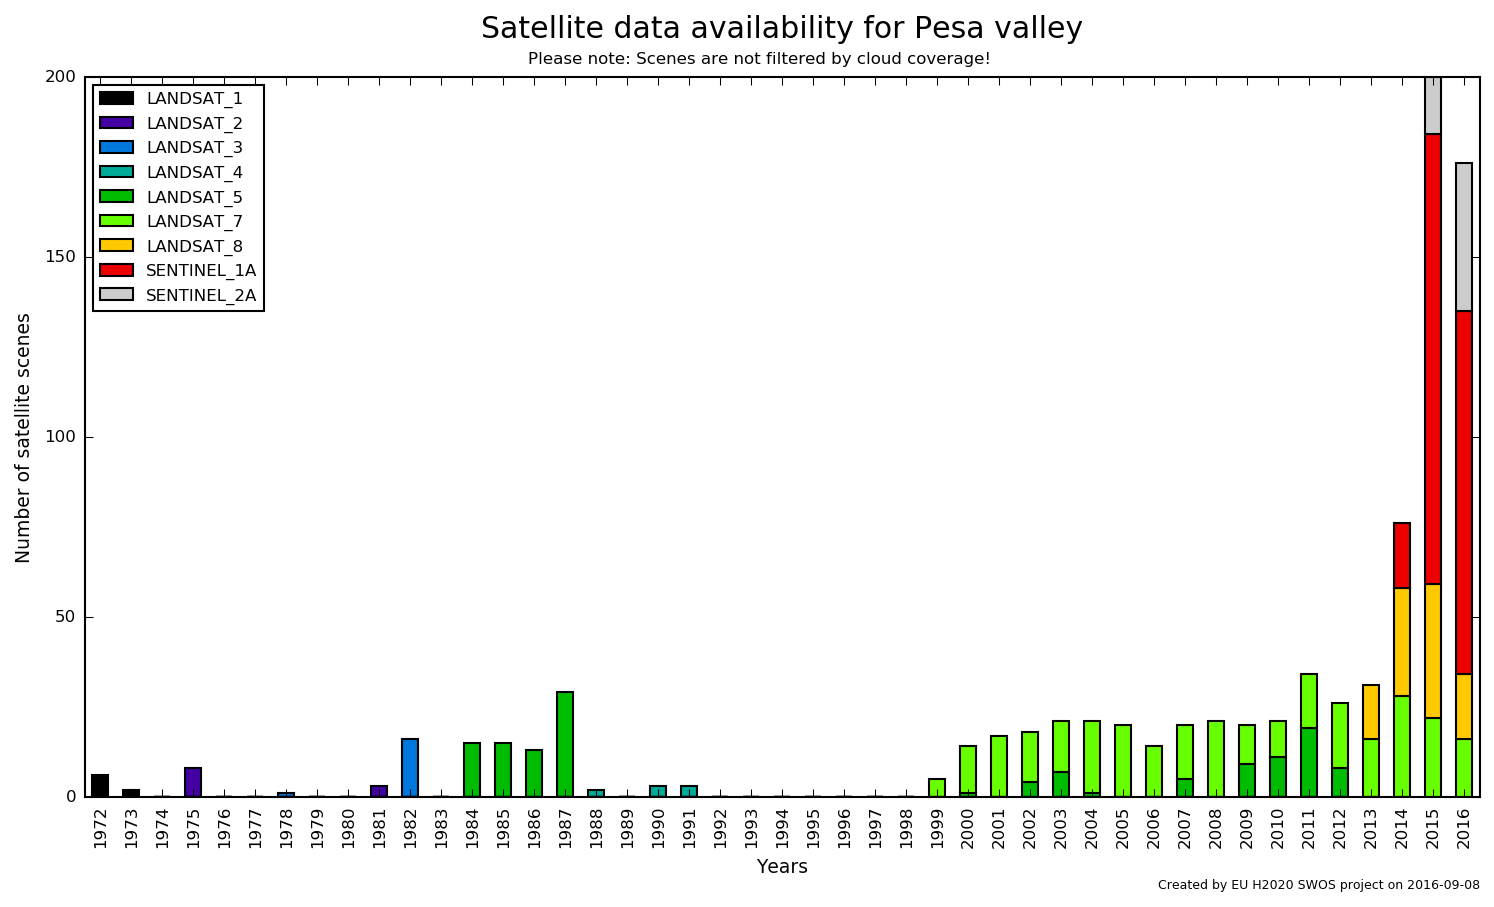 Satellite data availability for Pesa valley
Please note: Scenes are not filtered by cloud coverage!
200
150
100
50
0
Number of satellite scenes
LANDSAT_1
LANDSAT_2
LANDSAT_3
LANDSAT_4
LANDSAT_5
LANDSAT_7
LANDSAT_8
SENTINEL_1A
SENTINEL_2A
1972 1973 1974 1975 1976 1977 1978 1979 1980 1981 1982 1983 1984 1985 1986 1987 1988 1989 1990 1991 1992 1993 1994 1995 1996 1997 1998 1999 2000 2001 2002 2003 2004 2005 2006 2007 2008 2009 2010 2011 2012 2013 2014 2015 2016
Years
Created by EU H2020 SWOS project on 2016-09-08